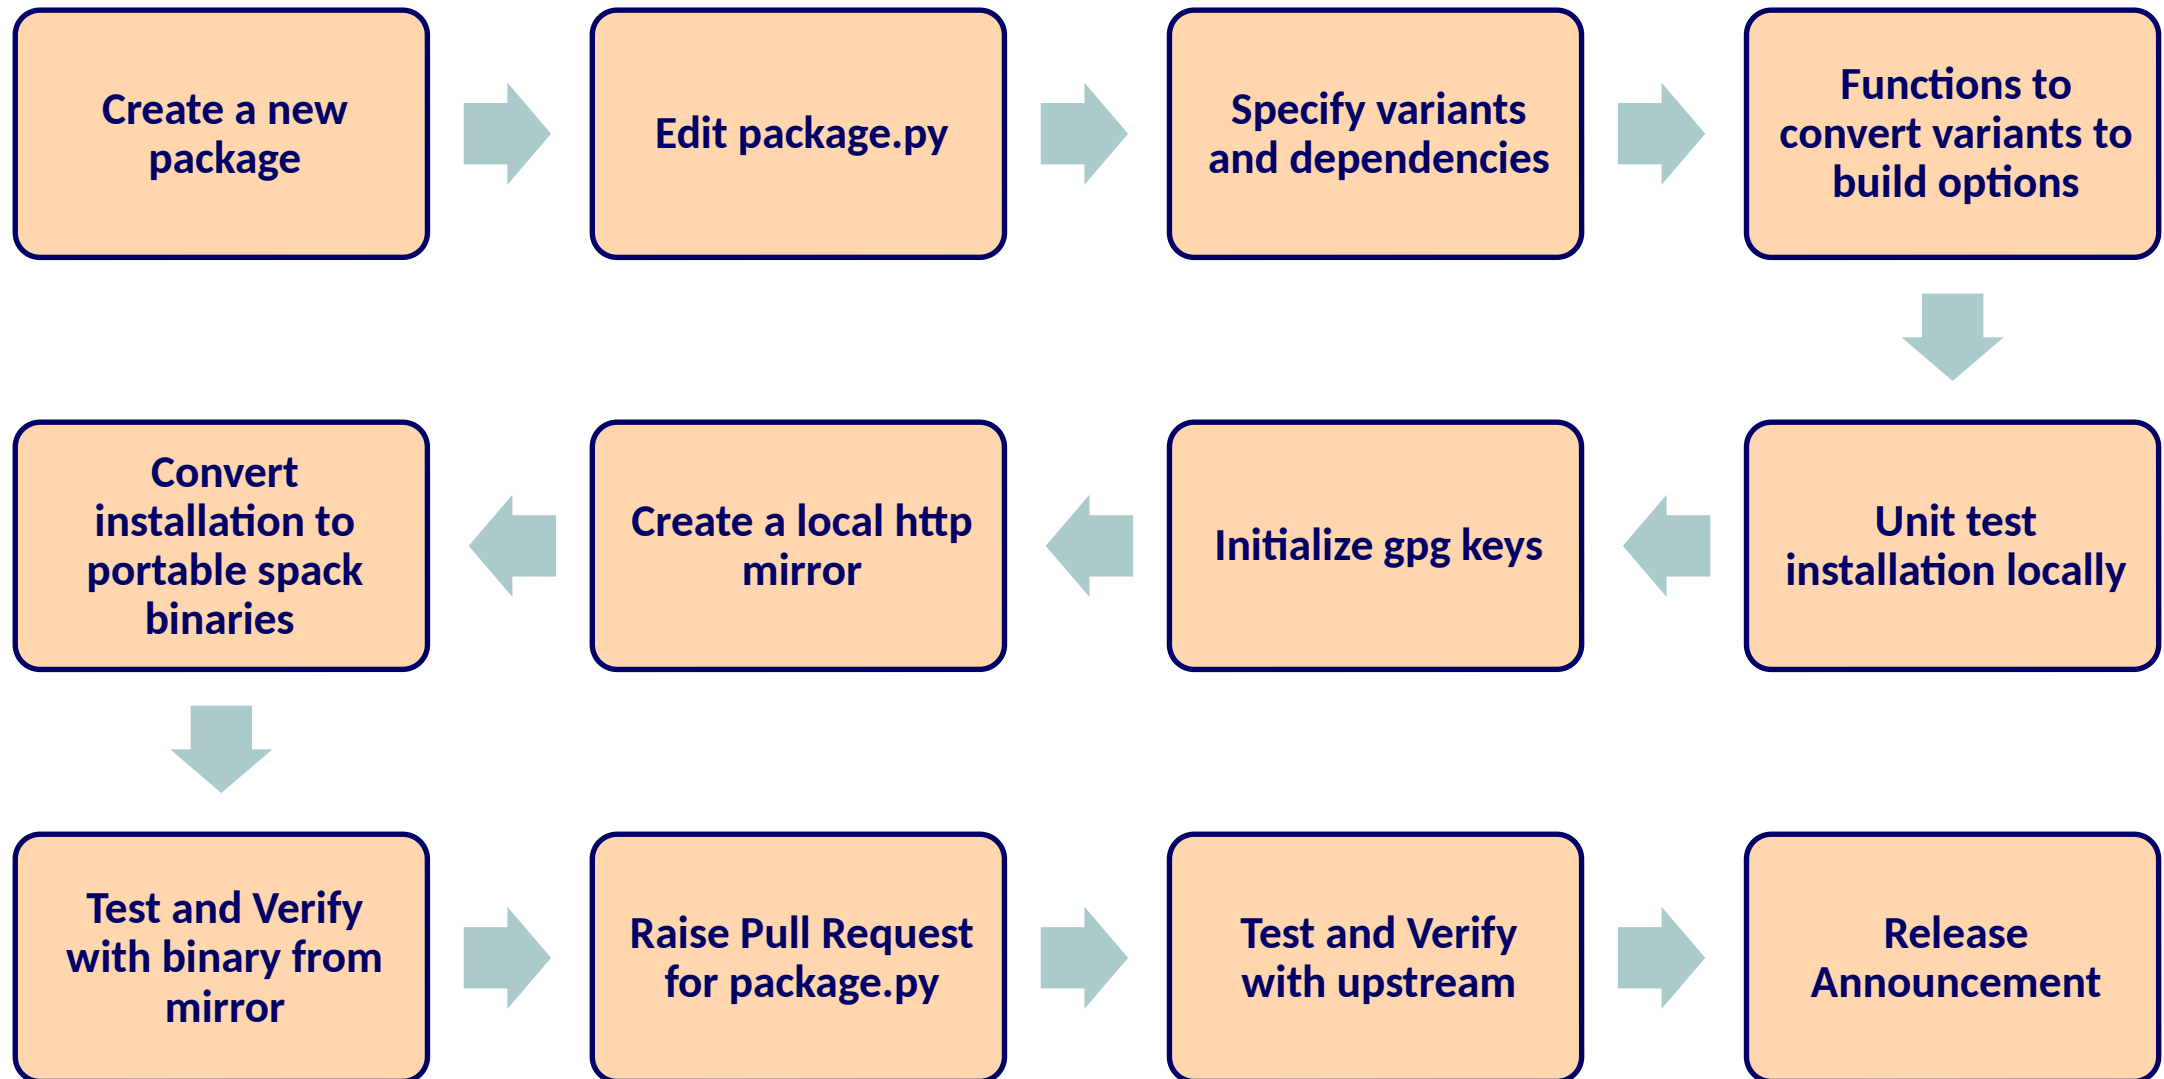 Create a new
package
Edit package.py
Specify variants
and dependencies
Functions to
convert variants to
build options
Unit test
installation locally
Initialize gpg keys
Create a local http
mirror
Convert
installation to
portable spack
binaries
Test and Verify
with binary from
mirror
Raise Pull Request
for package.py
Test and Verify
with upstream
Release
Announcement